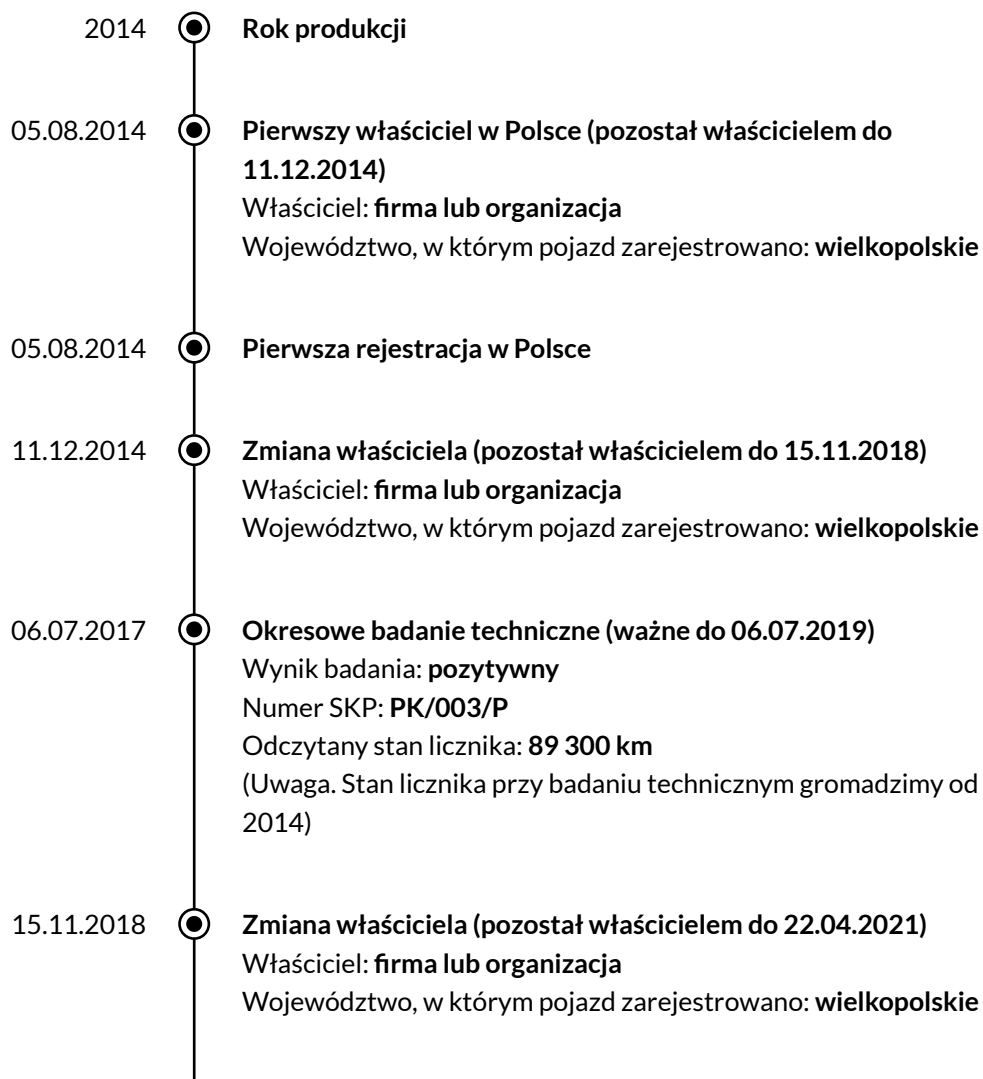 2014 Rok produkcji
05.08.2014 Pierwszy właściciel w Polsce (pozostał właścicielem do
11.12.2014)
Właściciel: firma lub organizacja
Województwo, w którym pojazd zarejestrowano: wielkopolskie
05.08.2014 Pierwsza rejestracja w Polsce
11.12.2014 Zmiana właściciela (pozostał właścicielem do 15.11.2018)
Właściciel: firma lub organizacja
Województwo, w którym pojazd zarejestrowano: wielkopolskie
06.07.2017 Okresowe badanie techniczne (ważne do 06.07.2019)
Wynik badania: pozytywny
Numer SKP: PK/003/P
Odczytany stan licznika: 89 300 km
(Uwaga. Stan licznika przy badaniu technicznym gromadzimy od
2014)
15.11.2018 Zmiana właściciela (pozostał właścicielem do 22.04.2021)
Właściciel: firma lub organizacja
Województwo, w którym pojazd zarejestrowano: wielkopolskie